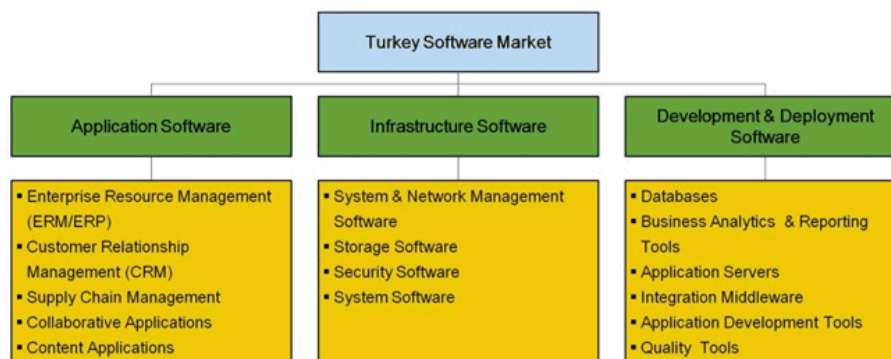 Turkey Software Market
Application Software
Infrastructure Software
Development & Deployment
Software
▪ Enterprise Resource Management
(ERM/ERP)
▪ Customer Relationship
Management (CRM)
▪ Supply Chain Management
▪ Collaborative Applications
▪ Content Applications
▪ System & Network Management
Software
▪ Storage Software
▪ Security Software
▪ System Software
▪ Databases
▪ Business Analytics & Reporting
Tools
▪ Application Servers
▪ Integration Middleware
▪ Application Development Tools
▪ Quality Tools